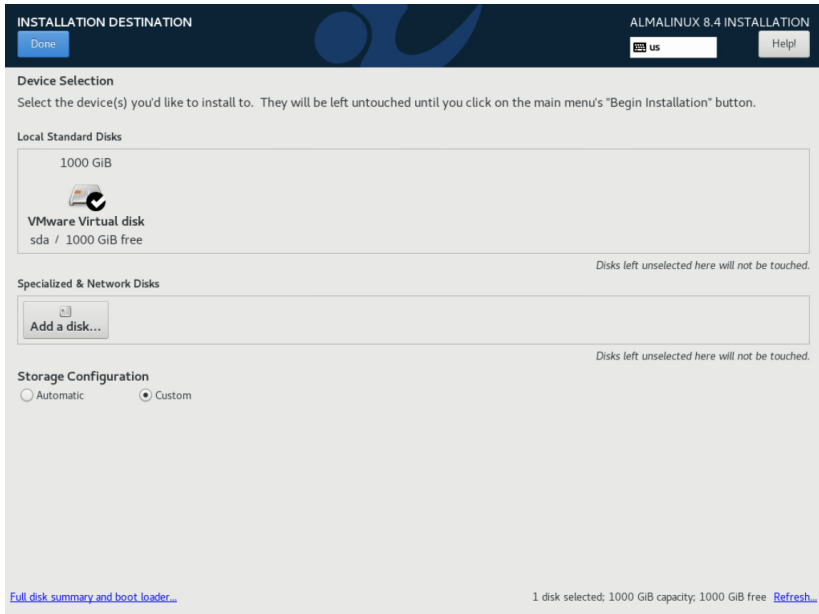 INSTALLATION DESTINATION
ALMALINUX 8.4 INSTALLATION
Done
us
Help!
Device Selection
Select the device(s) you'd like to install to. They will be left untouched until you click on the main menu's "Begin Installation" button.
Local Standard Disks
1000 GiB
VMware Virtual disk
sda / 1000 GiB free
Disks left unselected here will not be touched.
Specialized & Network Disks
Add a disk...
Disks left unselected here will not be touched.
Storage Configuration
Automatic Custom
Full disk summary and boot loader... 1 disk selected; 1000 GiB capacity; 1000 GiB free Refresh...